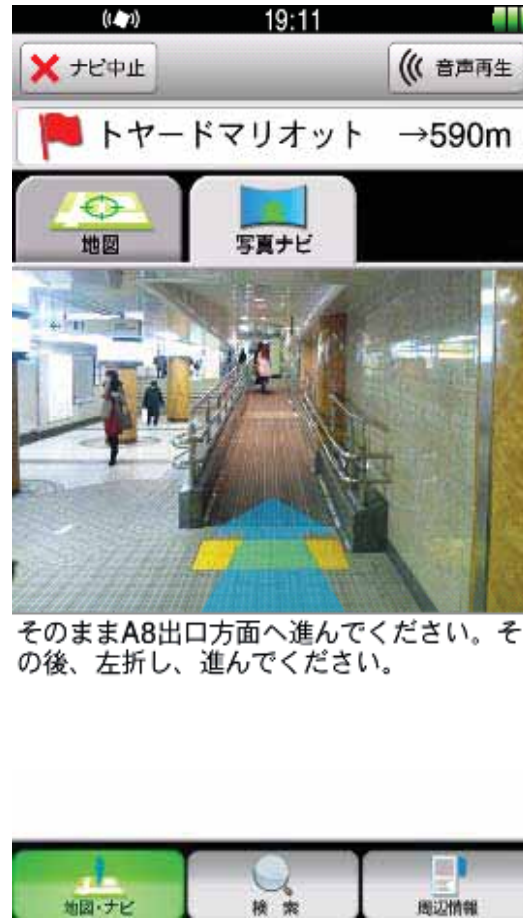 19:11
ナビ中止
音声再生
トヤードマリオット →590m
地図
写真ナビ
そのままA8出口方面へ進んでください。そ
の後、左折し、進んでください。
地図・ナビ
検 索
周辺情報